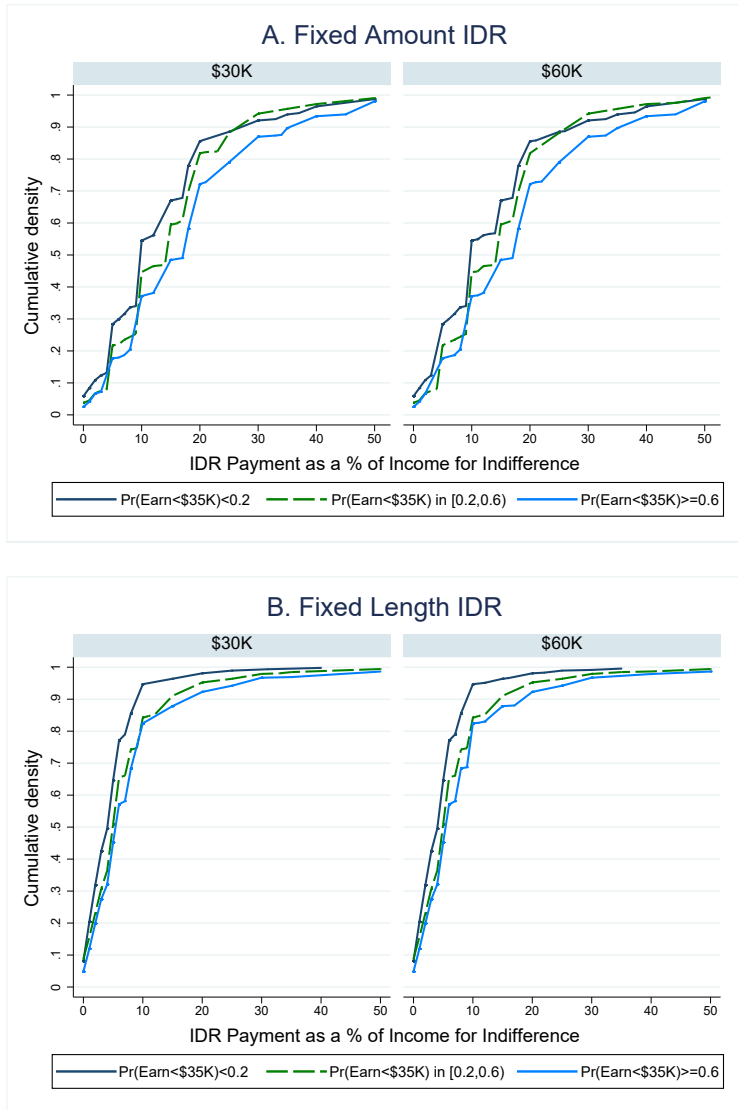 A. Fixed Amount IDR
$30K $60K
Cumulative density
1
.9
.8
.7
.6
.5
.4
.3
.2
.1
0
0 10 20 30 40 50 0 10 20 30 40 50
IDR Payment as a % of Income for Indifference
Pr(Earn<$35K)<0.2 Pr(Earn<$35K) in [0.2,0.6) Pr(Earn<$35K)>=0.6
B. Fixed Length IDR
$30K $60K
Cumulative density
1
.9
.8
.7
.6
.5
.4
.3
.2
.1
0
0 10 20 30 40 50 0 10 20 30 40 50
IDR Payment as a % of Income for Indifference
Pr(Earn<$35K)<0.2 Pr(Earn<$35K) in [0.2,0.6) Pr(Earn<$35K)>=0.6